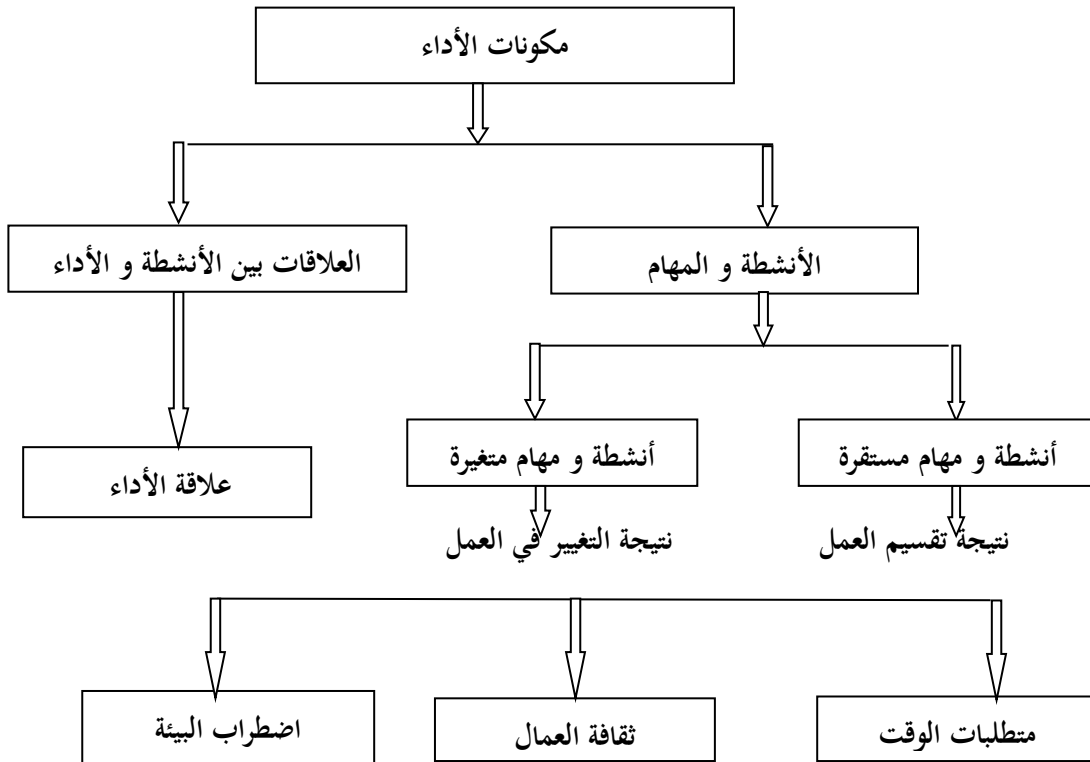 مكونات الأداء
الأنشطة و المهام
العلاقات بين الأنشطة و الأداء
أنشطة و مهام مستقرة
أنشطة و مهام متغيرة
علاقة الأداء
نتيجة تقسيم العمل
نتيجة التغيير في العمل
متطلبات الوقت
ثقافة العمال
اضطراب البيئة